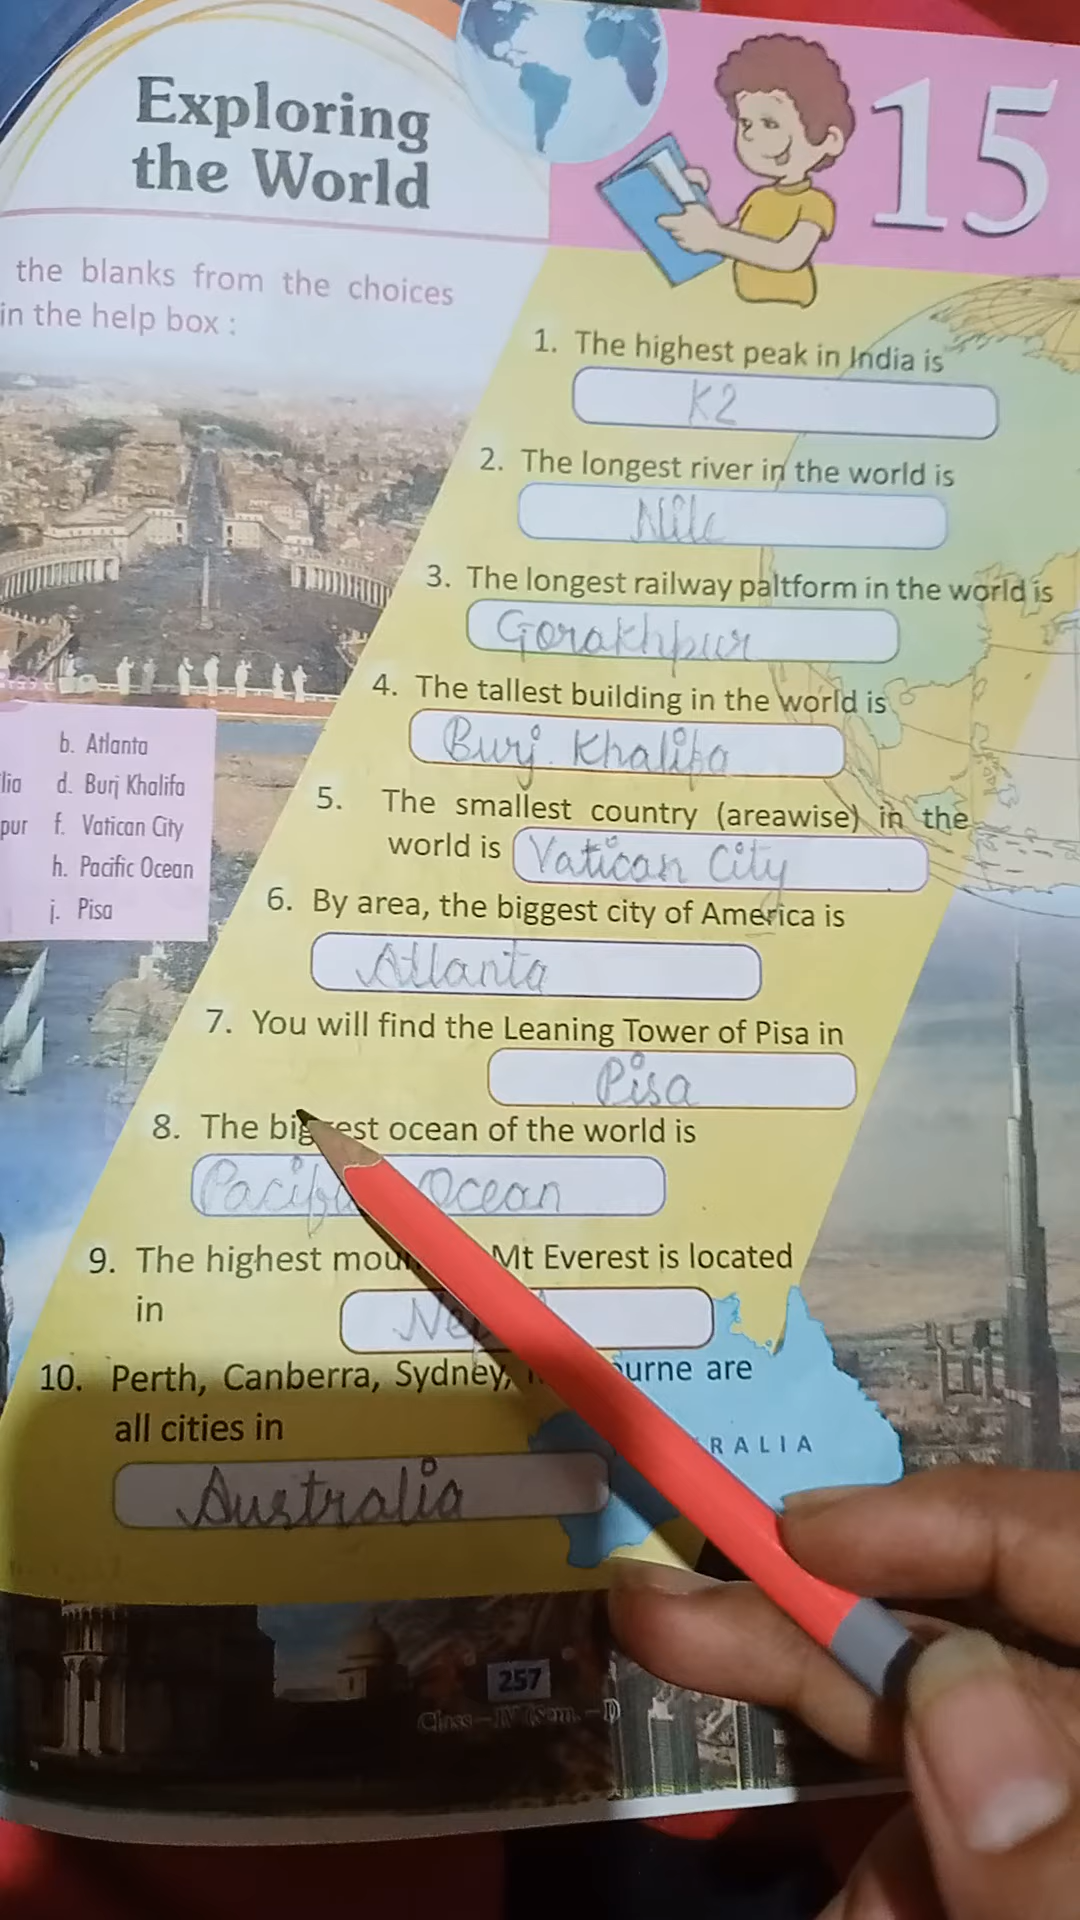 Exploring
the World
15
the blanks from the choices
in the help box :
1. The highest peak in India is
K2
2. The longest river in the world is
Nile
3. The longest railway paltform in the world is
Gorakhpur
4. The tallest building in the world is
Burj Khalifa
5. The smallest country (areawise) in the
world is Vatican City
6. By area, the biggest city of America is
Atlanta
7. You will find the Leaning Tower of Pisa in
Pisa
8. The biggest ocean of the world is
Pacific Ocean
9. The highest Mt Everest is located
in
10. Perth, Canberra, Sydney, are
all cities in
Australia
b. Atlanta
lia d. Burj Khalifa
pur f. Vatican City
h. Pacific Ocean
j. Pisa
RALIA
257
Class – IV (Sem. – I)